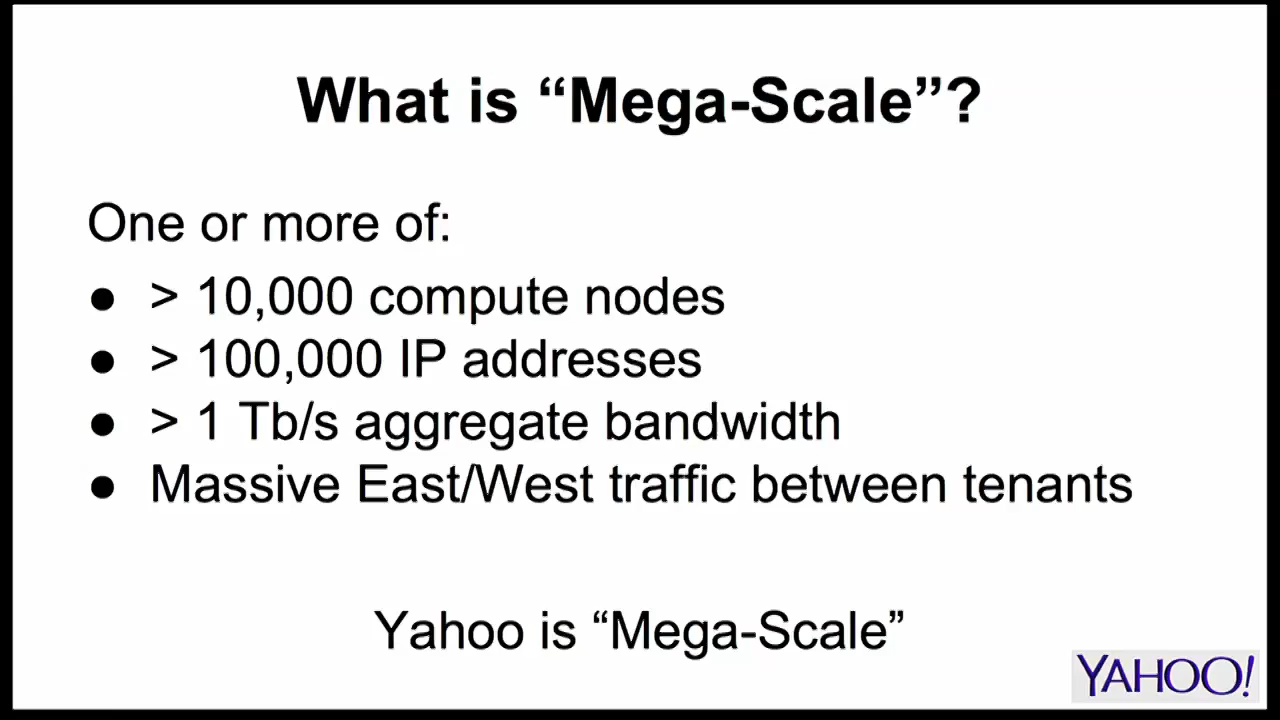 What is “Mega-Scale”?
One or more of:
● > 10,000 compute nodes
● > 100,000 IP addresses
● > 1 Tb/s aggregate bandwidth
● Massive East/West traffic between tenants
Yahoo is “Mega-Scale”
YAHOO!